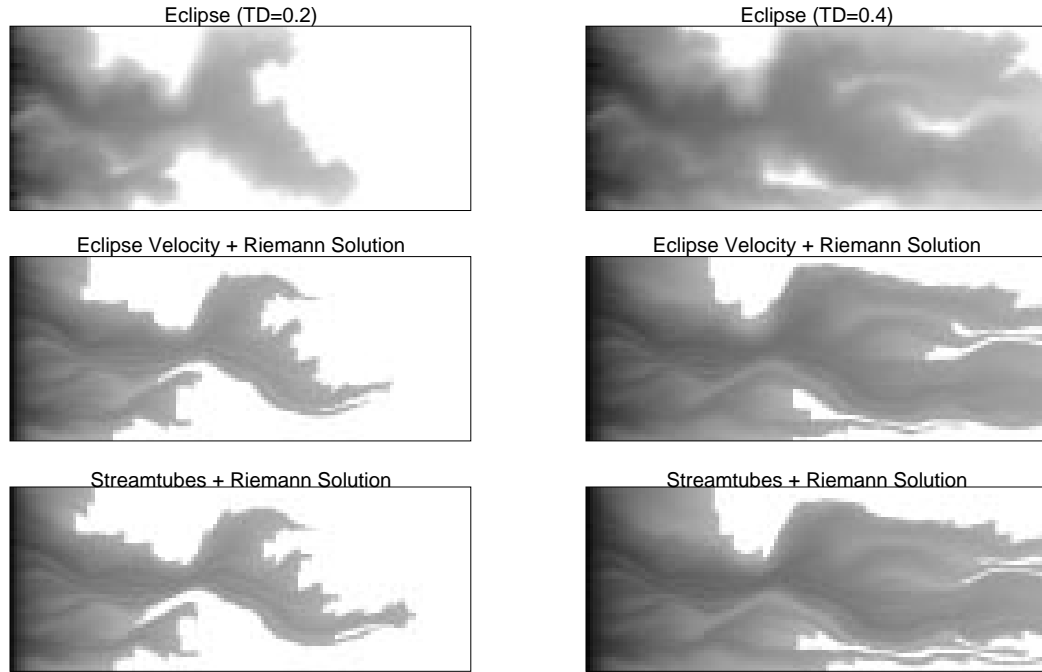 Eclipse (TD=0.2)
Eclipse (TD=0.4)
Eclipse Velocity + Riemann Solution
Eclipse Velocity + Riemann Solution
Streamtubes + Riemann Solution
Streamtubes + Riemann Solution